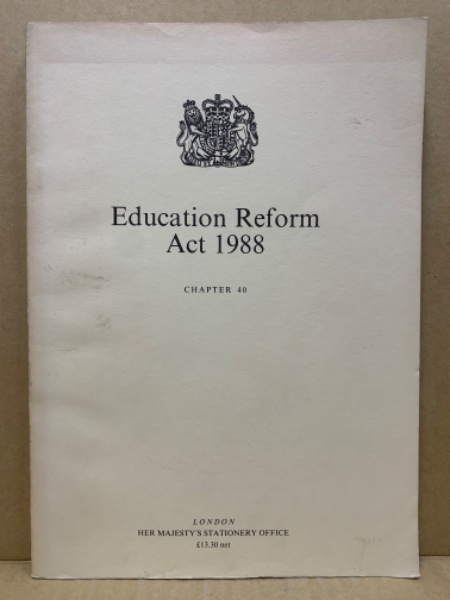 Education Reform
Act 1988
CHAPTER 40
LONDON
HER MAJESTY'S STATIONERY OFFICE
£13.30 net